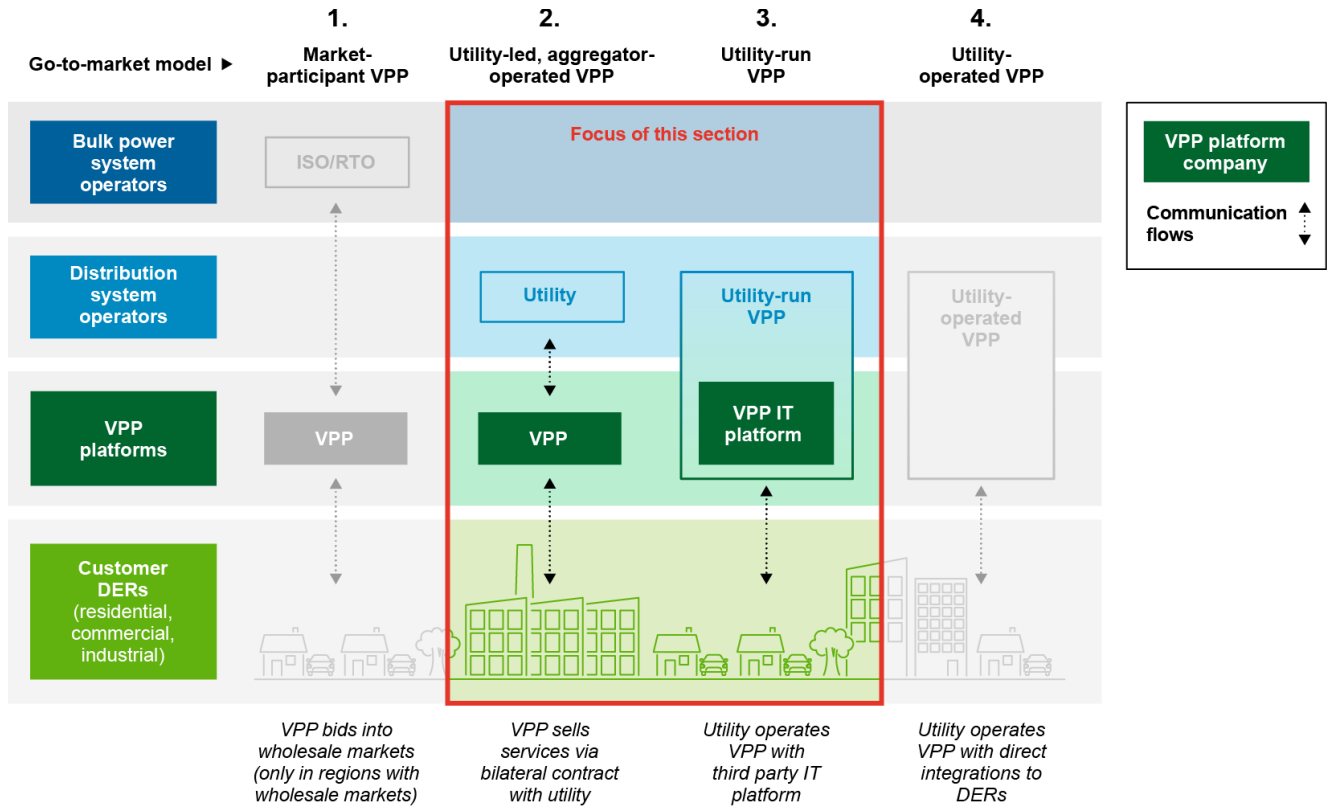 1.
2.
3.
4.
Go-to-market model ►
Market-
participant VPP
Utility-led, aggregator-
operated VPP
Utility-run
VPP
Utility-
operated VPP
Focus of this section
Bulk power
system
operators
ISO/RTO
VPP platform
company
Communication
flows
Distribution
system
operators
Utility
Utility-run
VPP
Utility-
operated
VPP
VPP
platforms
VPP
VPP
VPP IT
platform
Customer
DERs
(residential,
commercial,
industrial)
VPP bids into
wholesale markets
(only in regions with
wholesale markets)
VPP sells
services via
bilateral contract
with utility
Utility operates
VPP with
third party IT
platform
Utility operates
VPP with direct
integrations to
DERs